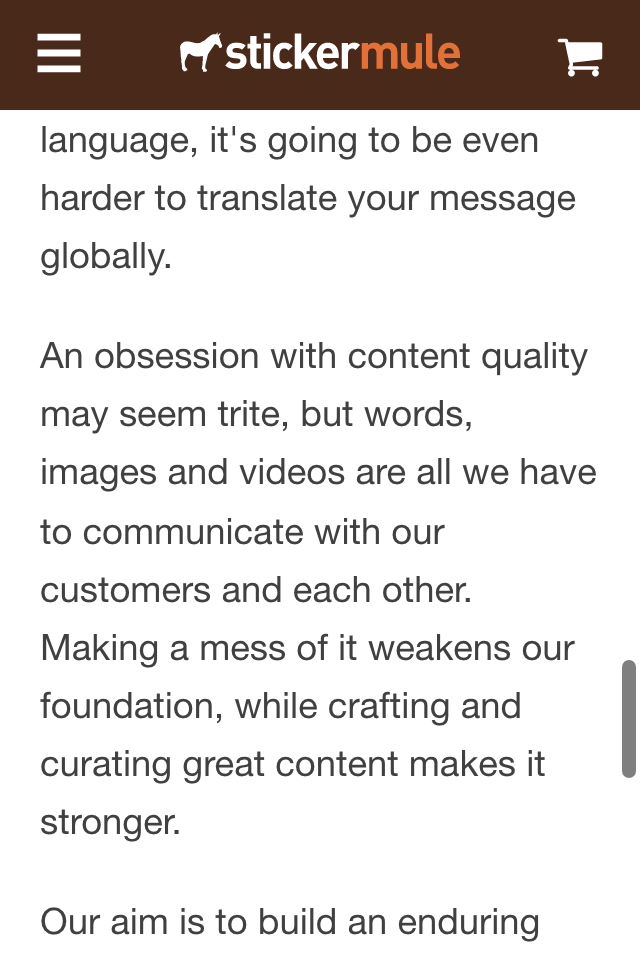 stickermule
language, it's going to be even
harder to translate your message
globally.
An obsession with content quality
may seem trite, but words,
images and videos are all we have
to communicate with our
customers and each other.
Making a mess of it weakens our
foundation, while crafting and
curating great content makes it
stronger.
Our aim is to build an enduring